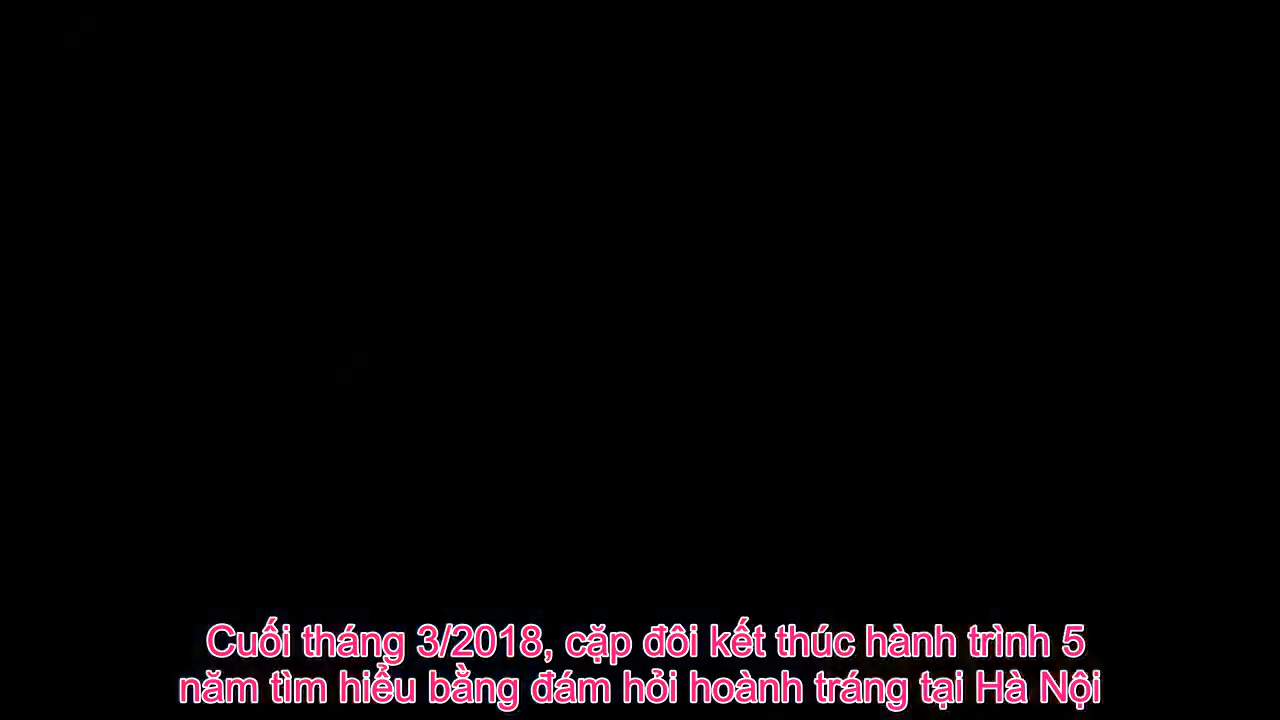 Cuối tháng 3/2018, cặp đôi kết thúc hành trình 5
năm tìm hiểu bằng đám hỏi hoành tráng tại Hà Nội